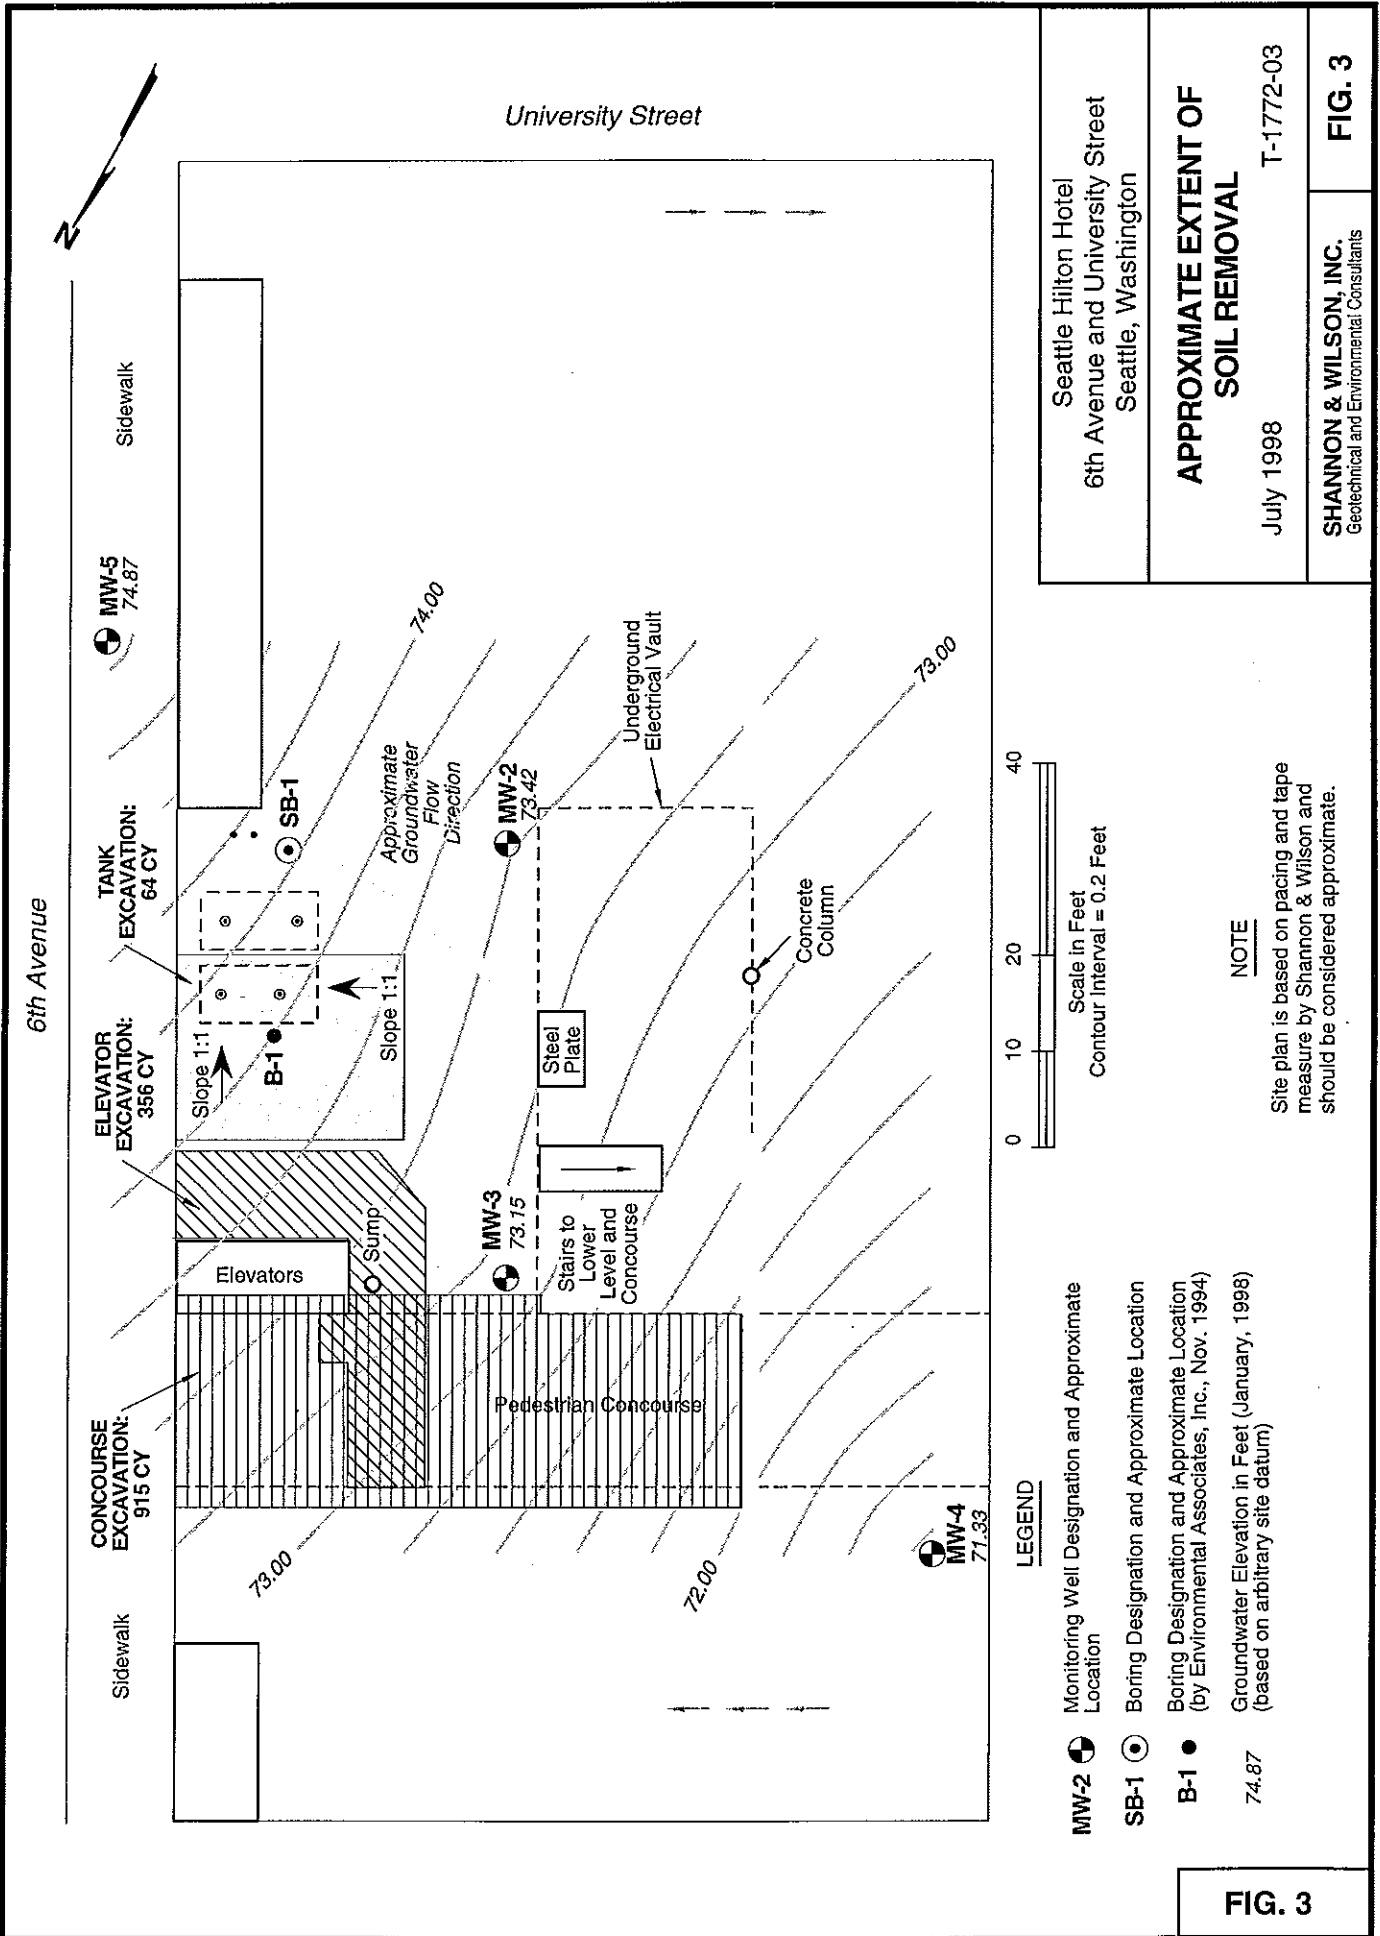 6th Avenue
University Street
N
Sidewalk
Sidewalk
MW-5
74.87
TANK
EXCAVATION:
64 CY
ELEVATOR
EXCAVATION:
356 CY
CONCOURSE
EXCAVATION:
915 CY
SB-1
B-1
Slope 1:1
Slope 1:1
Approximate
Groundwater
Flow
Direction
74.00
MW-2
73.42
MW-3
73.15
Elevators
Sump
Steel
Plate
Underground
Electrical Vault
Concrete
Column
Stairs to
Lower
Level and
Concourse
Pedestrian Concourse
73.00
73.00
72.00
MW-4
71.33
0 10 20 40
Scale in Feet
Contour Interval = 0.2 Feet
LEGEND
MW-2 Monitoring Well Designation and Approximate
Location
SB-1 Boring Designation and Approximate Location
B-1 Boring Designation and Approximate Location
(by Environmental Associates, Inc., Nov. 1994)
74.87 Groundwater Elevation in Feet (January, 1998)
(based on arbitrary site datum)
NOTE
Site plan is based on pacing and tape
measure by Shannon & Wilson and
should be considered approximate.
Seattle Hilton Hotel
6th Avenue and University Street
Seattle, Washington
APPROXIMATE EXTENT OF
SOIL REMOVAL
July 1998 T-1772-03
SHANNON & WILSON, INC.
Geotechnical and Environmental Consultants
FIG. 3
FIG. 3